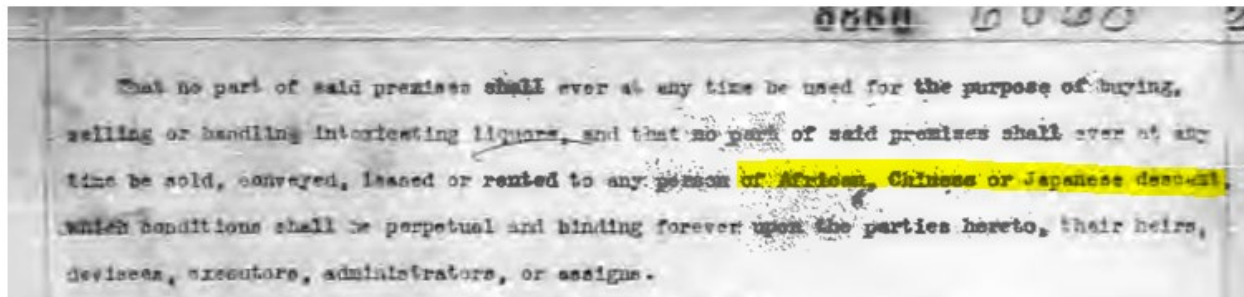 That no part of said premises shall ever at any time be used for the purpose of buying,
selling or handling intoxicating liquors, and that no part of said premises shall ever at any
time be sold, conveyed, leased or rented to any person of African, Chinese or Japanese descent,
which conditions shall be perpetual and binding forever upon the parties hereto, their heirs,
devisees, executors, administrators, or assigns.